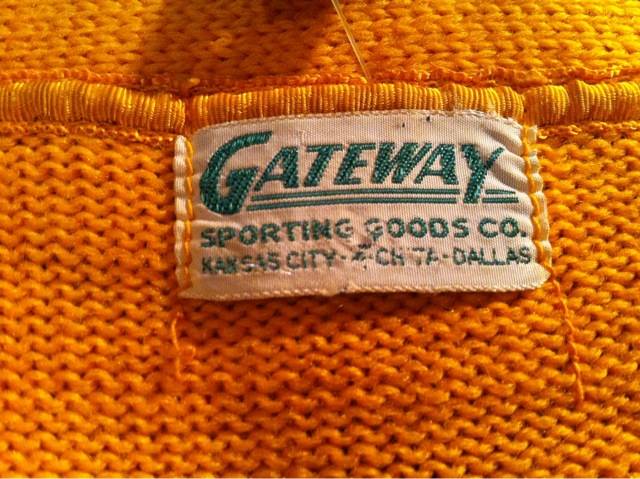 GATEWAY
SPORTING GOODS CO.
KANSAS CITY - DALLAS